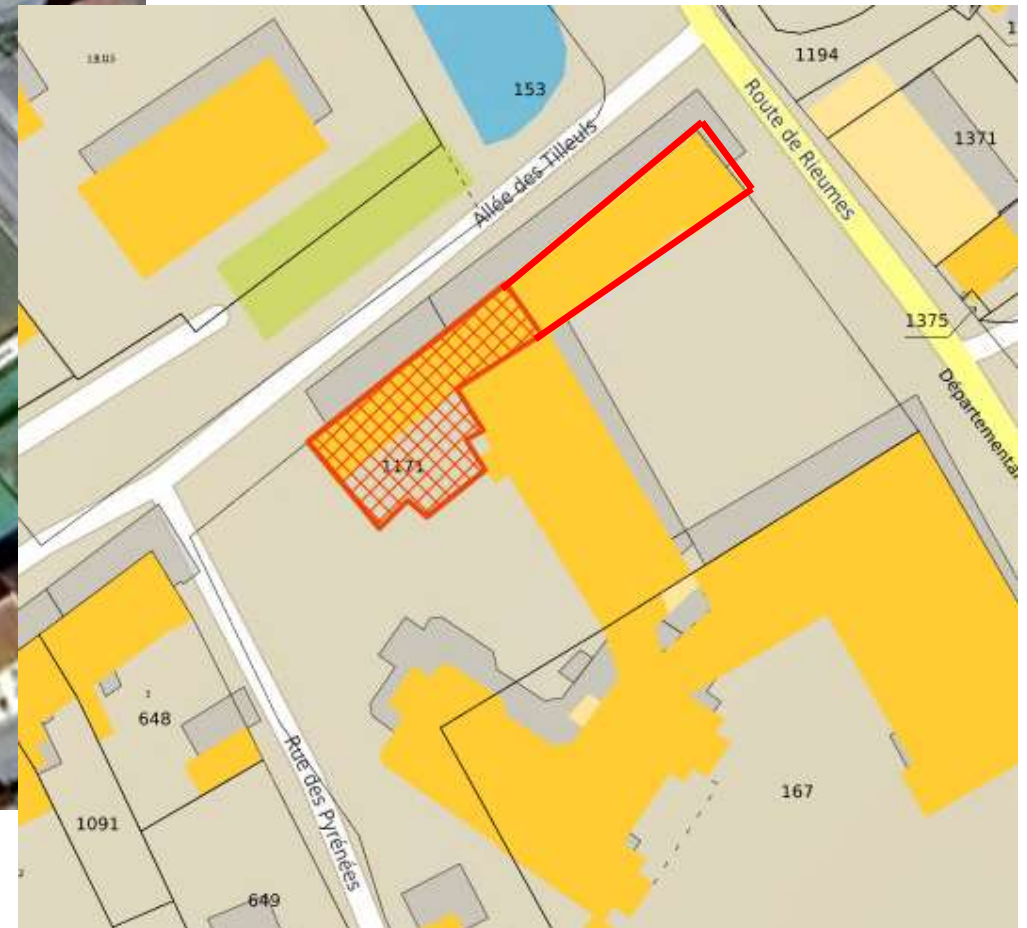 153
1194
1371
Route de Rieumes
Allée des Tilleuls
1375
Départementa
1171
648
Rue des Pyrénées
1091
167
649